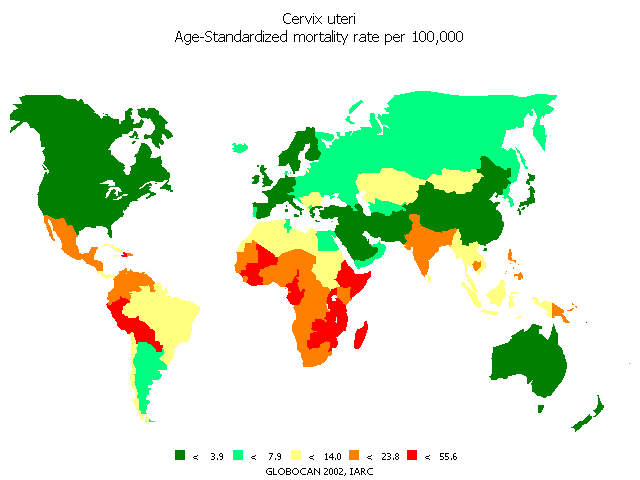 Cervix uteri
Age-Standardized mortality rate per 100,000
< 3.9 < 7.9 < 14.0 < 23.8 < 55.6
GLOBOCAN 2002, IARC